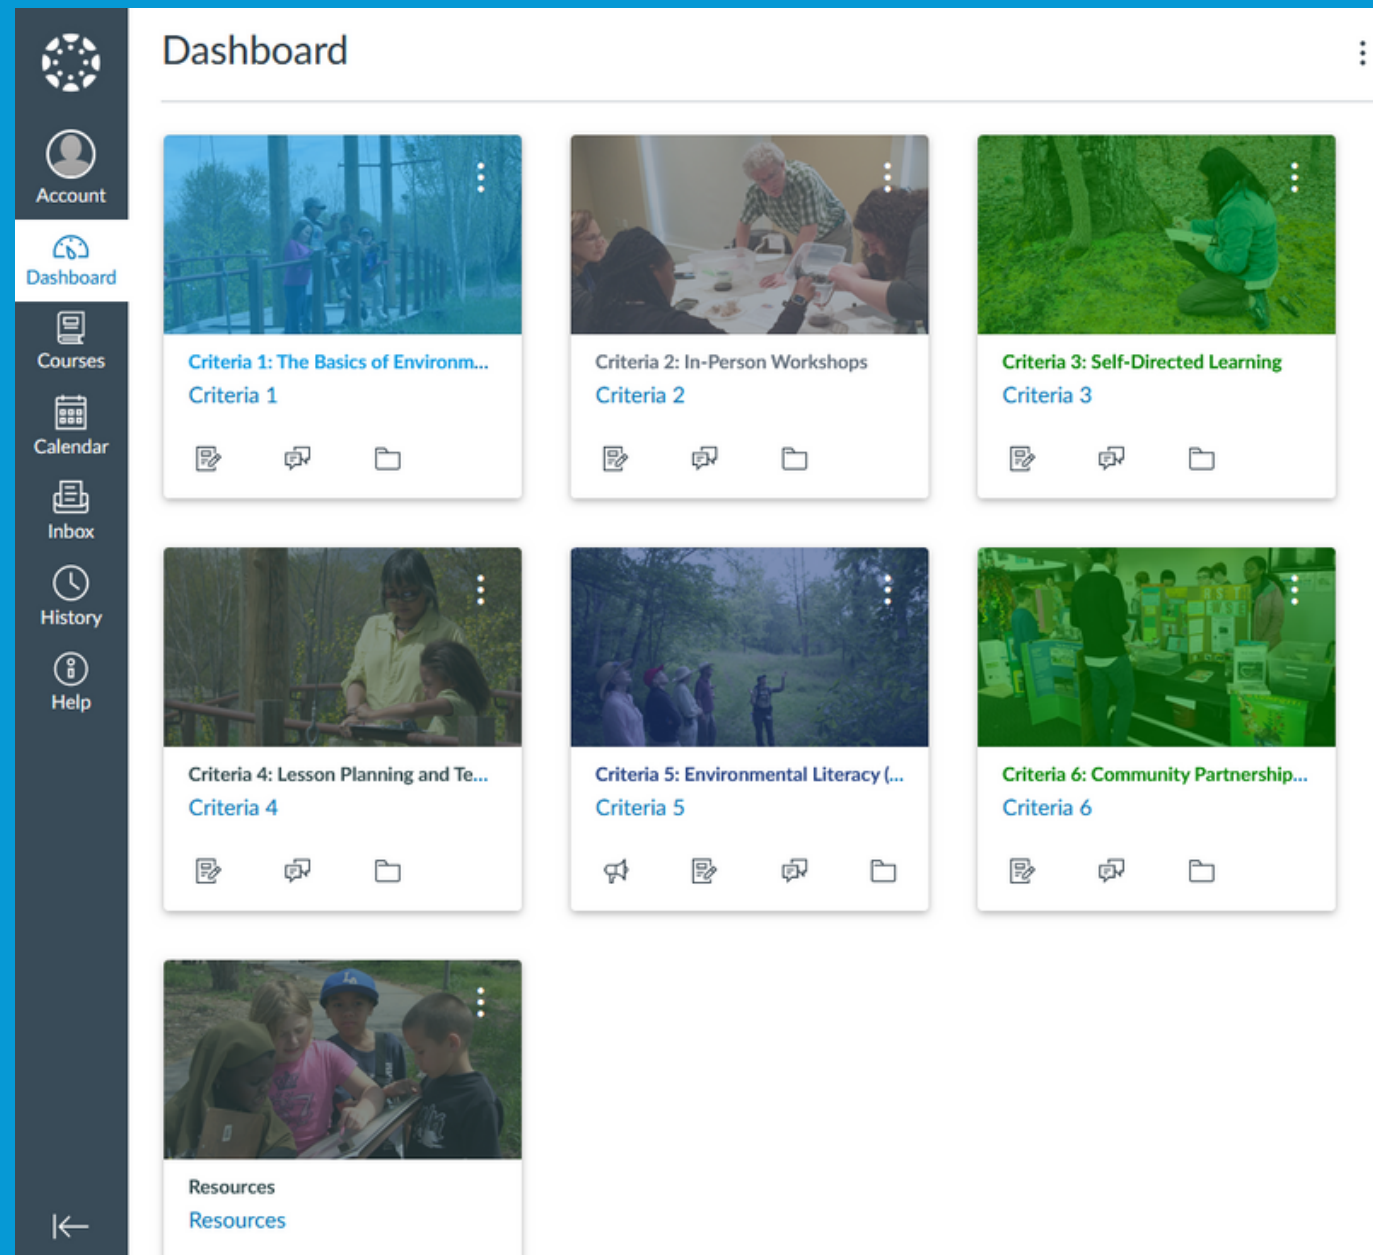 Dashboard
Account
Dashboard
Courses
Calendar
Inbox
History
Help
Criteria 1: The Basics of Environm...
Criteria 1
Criteria 2: In-Person Workshops
Criteria 2
Criteria 3: Self-Directed Learning
Criteria 3
Criteria 4: Lesson Planning and Te...
Criteria 4
Criteria 5: Environmental Literacy (...
Criteria 5
Criteria 6: Community Partnership...
Criteria 6
Resources
Resources